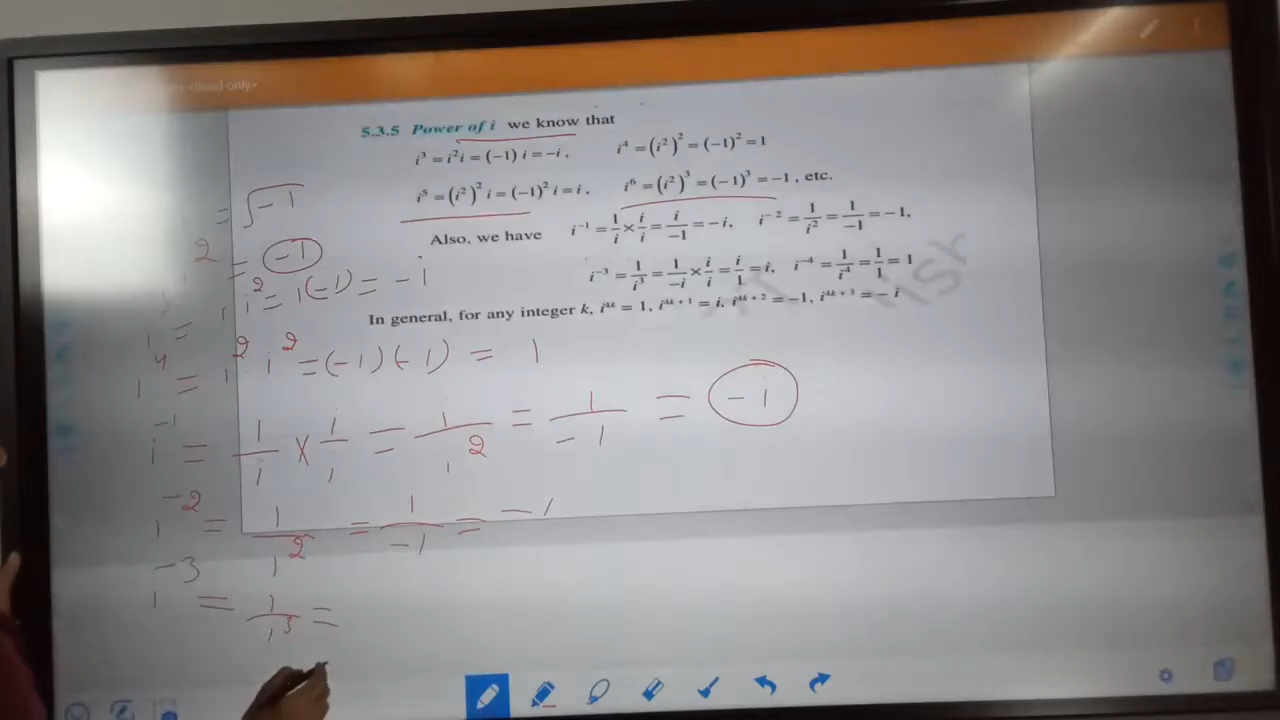 <Read-only>
5.3.5 Power of i we know that
i³ = i²i = (−1) i = −i,    i⁴ = (i²)² = (−1)² = 1
i⁵ = (i²)² i = (−1)² i = i,    i⁶ = (i²)³ = (−1)³ = −1, etc.
Also, we have    i⁻¹ = 1/i × i/i = i/−1 = −i,    i⁻² = 1/i² = 1/−1 = −1,
i⁻³ = 1/i³ = 1/−i × i/i = i/1 = i,    i⁻⁴ = 1/i⁴ = 1/1 = 1
In general, for any integer k, i⁴ᵏ = 1, i⁴ᵏ⁺¹ = i, i⁴ᵏ⁺² = −1, i⁴ᵏ⁺³ = −i
= √−1
² = −1
i³ = i i² = i(−1) = −i
i⁴ = i² i² = (−1)(−1) = 1
i⁻¹ = 1/i × 1/i = 1/i² = 1/−1 = −1
i⁻² = 1/i² = 1/−1 = −1
i⁻³ = 1/i³ =